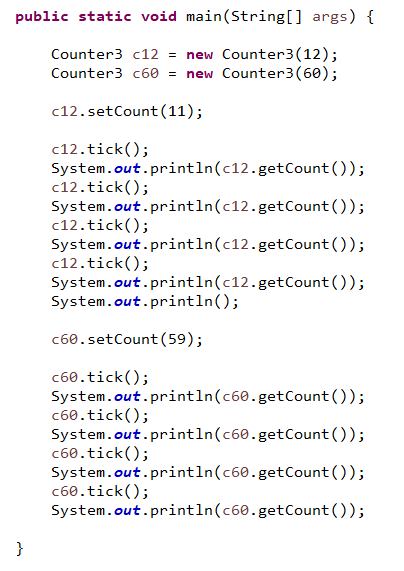 public static void main(String[] args) {
Counter3 c12 = new Counter3(12);
Counter3 c60 = new Counter3(60);
c12.setCount(11);
c12.tick();
System.out.println(c12.getCount());
c12.tick();
System.out.println(c12.getCount());
c12.tick();
System.out.println(c12.getCount());
c12.tick();
System.out.println(c12.getCount());
System.out.println();
c60.setCount(59);
c60.tick();
System.out.println(c60.getCount());
c60.tick();
System.out.println(c60.getCount());
c60.tick();
System.out.println(c60.getCount());
c60.tick();
System.out.println(c60.getCount());
}